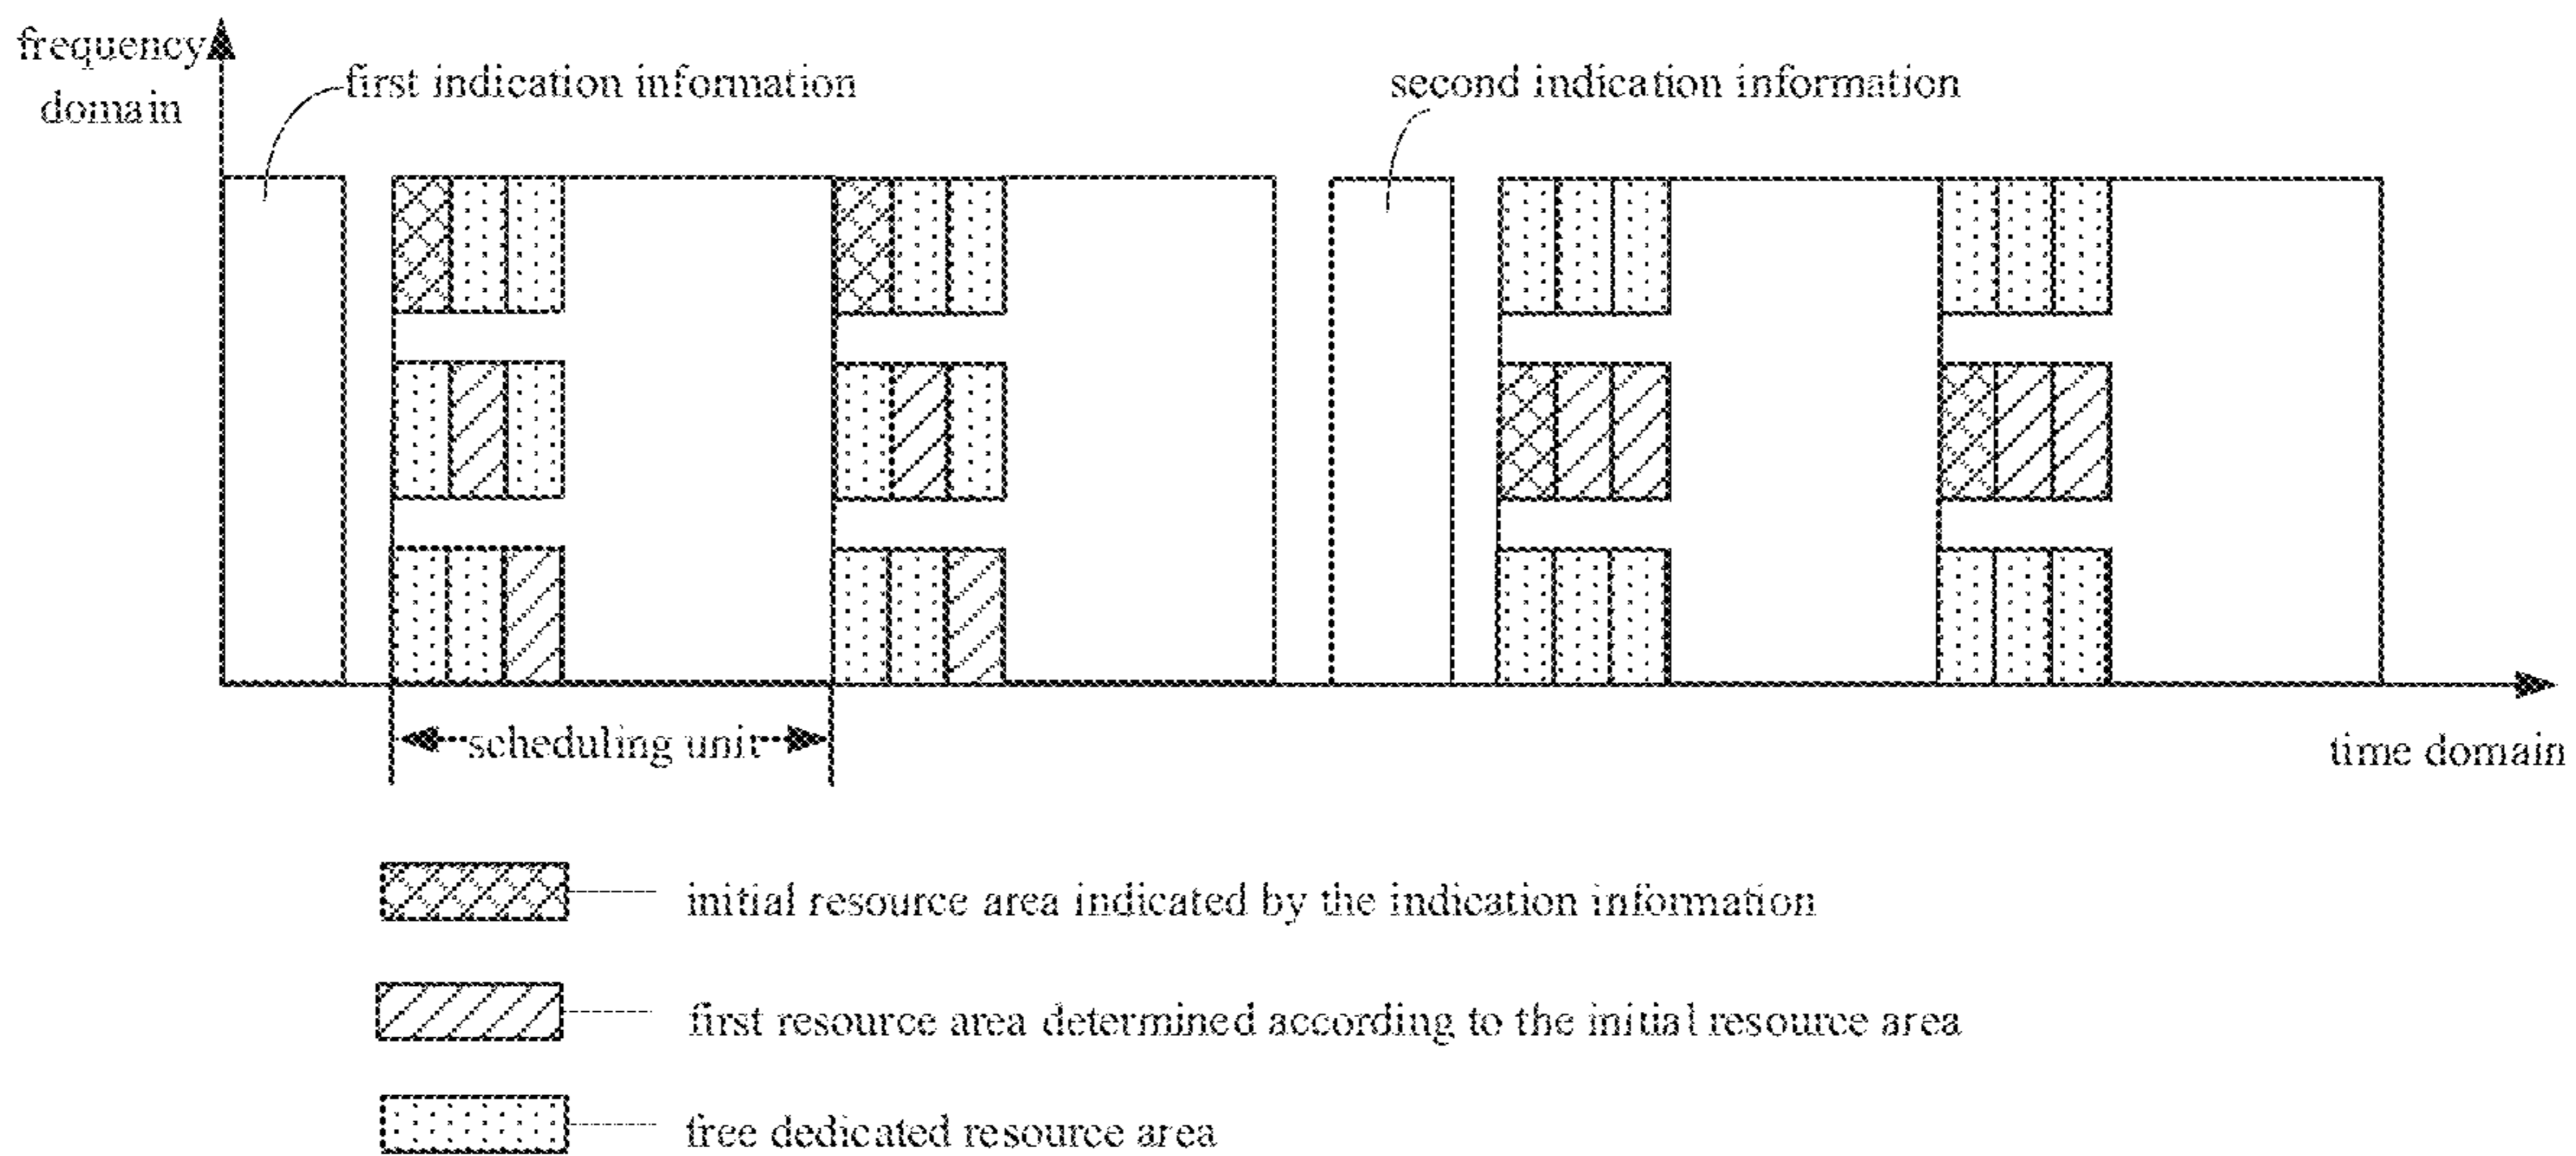 frequency
domain
first indication information
second indication information
scheduling unit
time domain
initial resource area indicated by the indication information
first resource area determined according to the initial resource area
free dedicated resource area